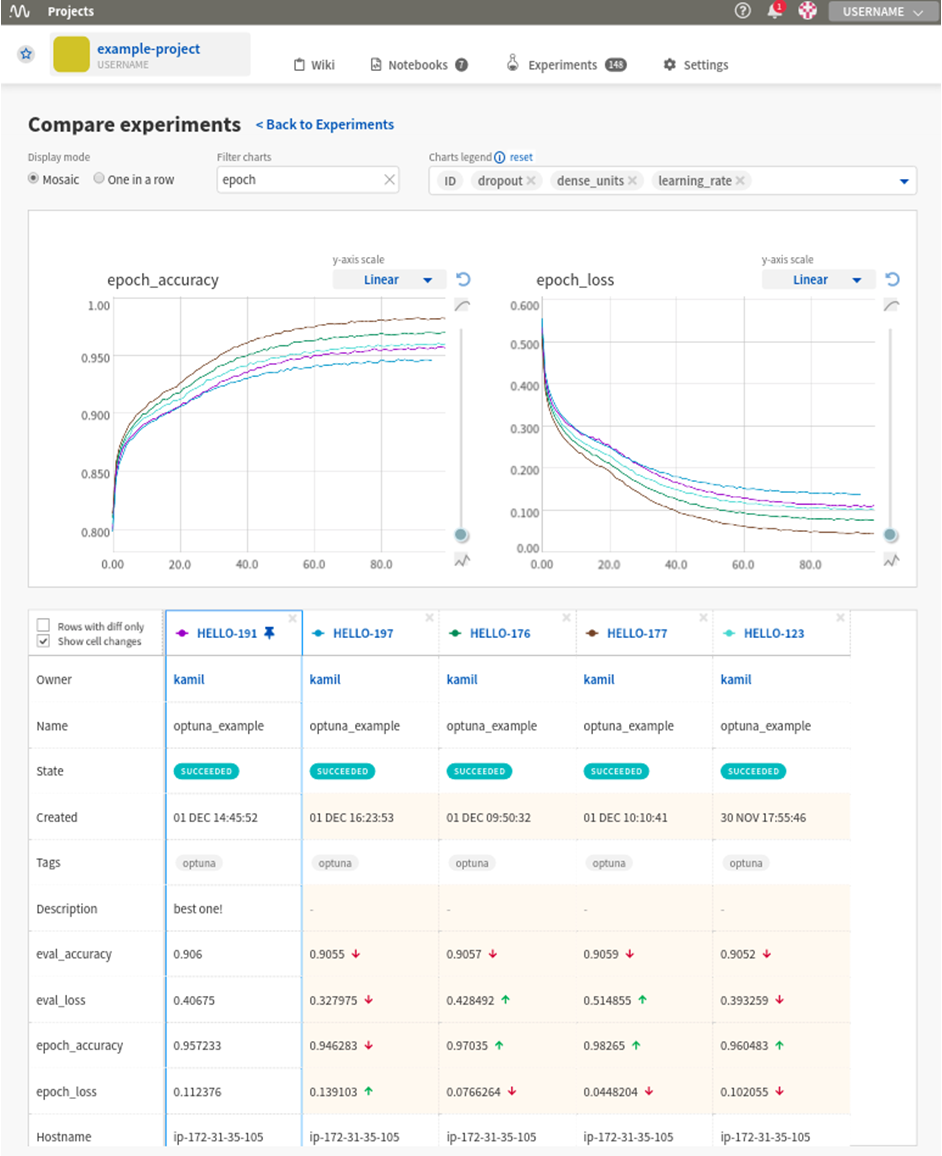 Projects
1
USERNAME
example-project
USERNAME
Wiki
Notebooks 7
Experiments 148
Settings
Compare experiments
< Back to Experiments
Display mode
Mosaic
One in a row
Filter charts
epoch
Charts legend reset
ID dropout dense_units learning_rate
epoch_accuracy
y-axis scale
Linear
1.00
0.950
0.900
0.850
0.800
0.00 20.0 40.0 60.0 80.0
epoch_loss
y-axis scale
Linear
0.600
0.500
0.400
0.300
0.200
0.100
0.00
0.00 20.0 40.0 60.0 80.0
Rows with diff only
Show cell changes
HELLO-191 HELLO-197 HELLO-176 HELLO-177 HELLO-123
Owner kamil kamil kamil kamil kamil
Name optuna_example optuna_example optuna_example optuna_example optuna_example
State SUCCEEDED SUCCEEDED SUCCEEDED SUCCEEDED SUCCEEDED
Created 01 DEC 14:45:52 01 DEC 16:23:53 01 DEC 09:50:32 01 DEC 10:10:41 30 NOV 17:55:46
Tags optuna optuna optuna optuna optuna
Description best one! - - - -
eval_accuracy 0.906 0.9055 ↓ 0.9057 ↓ 0.9059 ↓ 0.9052 ↓
eval_loss 0.40675 0.327975 ↓ 0.428492 ↑ 0.514855 ↑ 0.393259 ↓
epoch_accuracy 0.957233 0.946283 ↓ 0.97035 ↑ 0.98265 ↑ 0.960483 ↑
epoch_loss 0.112376 0.139103 ↑ 0.0766264 ↓ 0.0448204 ↓ 0.102055 ↓
Hostname ip-172-31-35-105 ip-172-31-35-105 ip-172-31-35-105 ip-172-31-35-105 ip-172-31-35-105